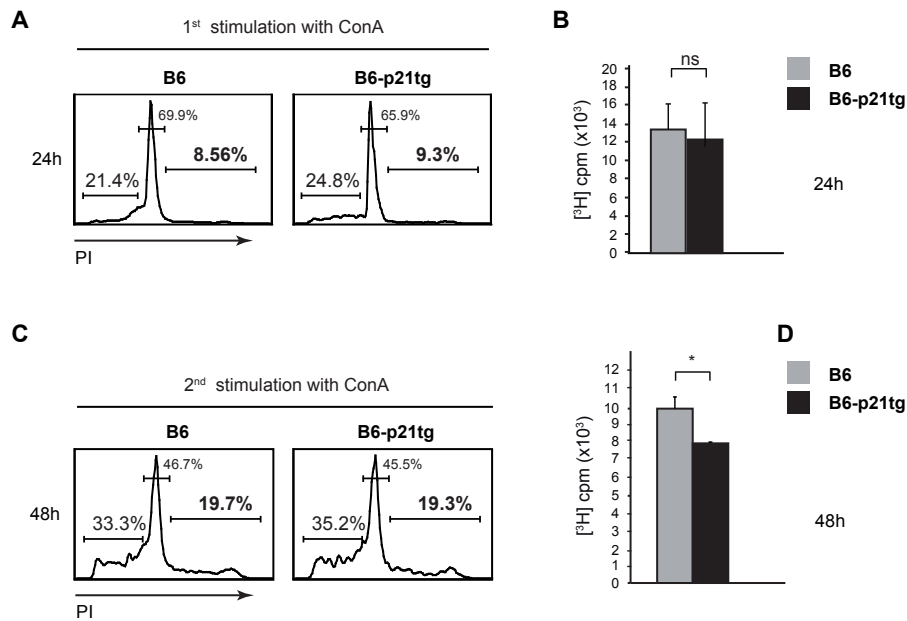 A
1st stimulation with ConA
B6
B6-p21tg
24h
69.9%
8.56%
21.4%
65.9%
9.3%
24.8%
PI
B
ns
B6
B6-p21tg
[3H] cpm (x103)
20
18
16
14
12
10
8
6
4
2
0
24h
C
2nd stimulation with ConA
B6
B6-p21tg
48h
46.7%
19.7%
33.3%
45.5%
19.3%
35.2%
PI
D
*
B6
B6-p21tg
[3H] cpm (x103)
12
10
10
9
8
7
6
5
4
3
2
1
0
48h